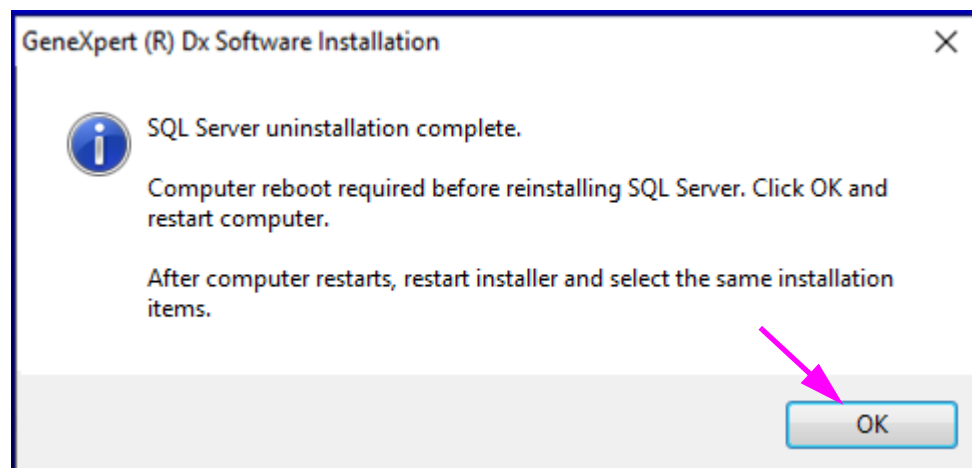 GeneXpert (R) Dx Software Installation
SQL Server uninstallation complete.
Computer reboot required before reinstalling SQL Server. Click OK and
restart computer.
After computer restarts, restart installer and select the same installation
items.
OK